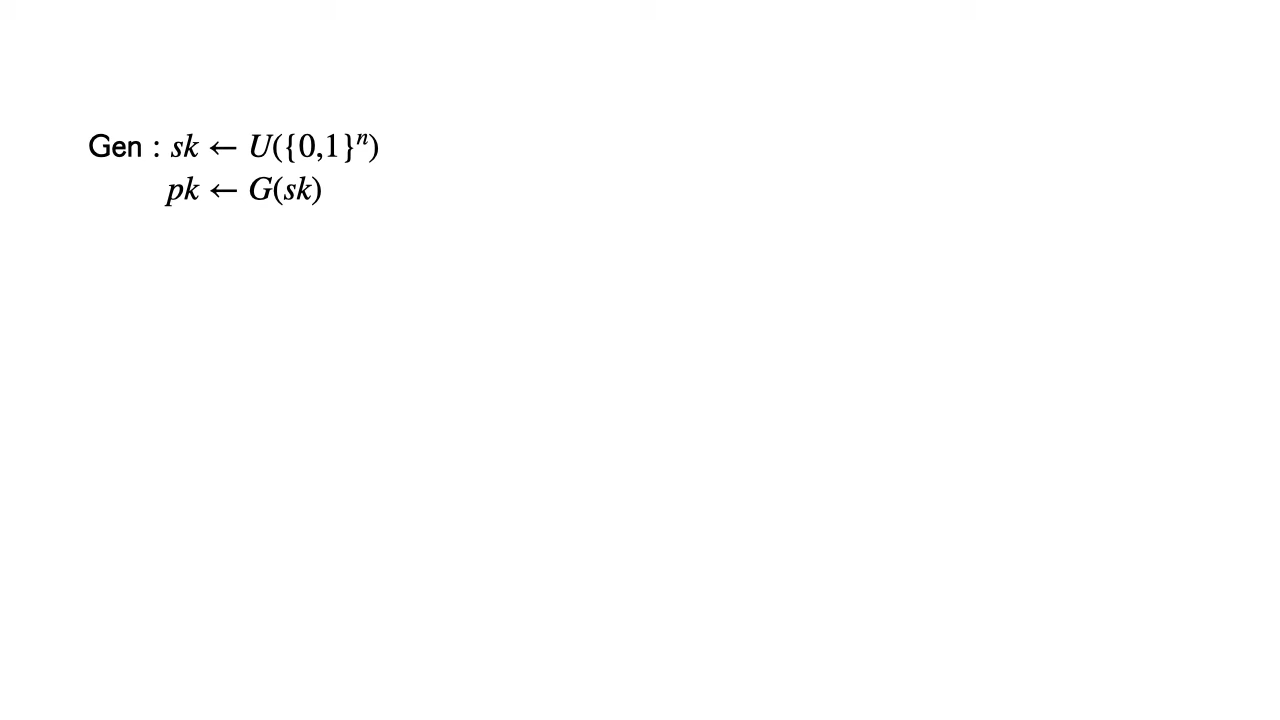 Gen : sk ← U({0,1}ⁿ)
pk ← G(sk)